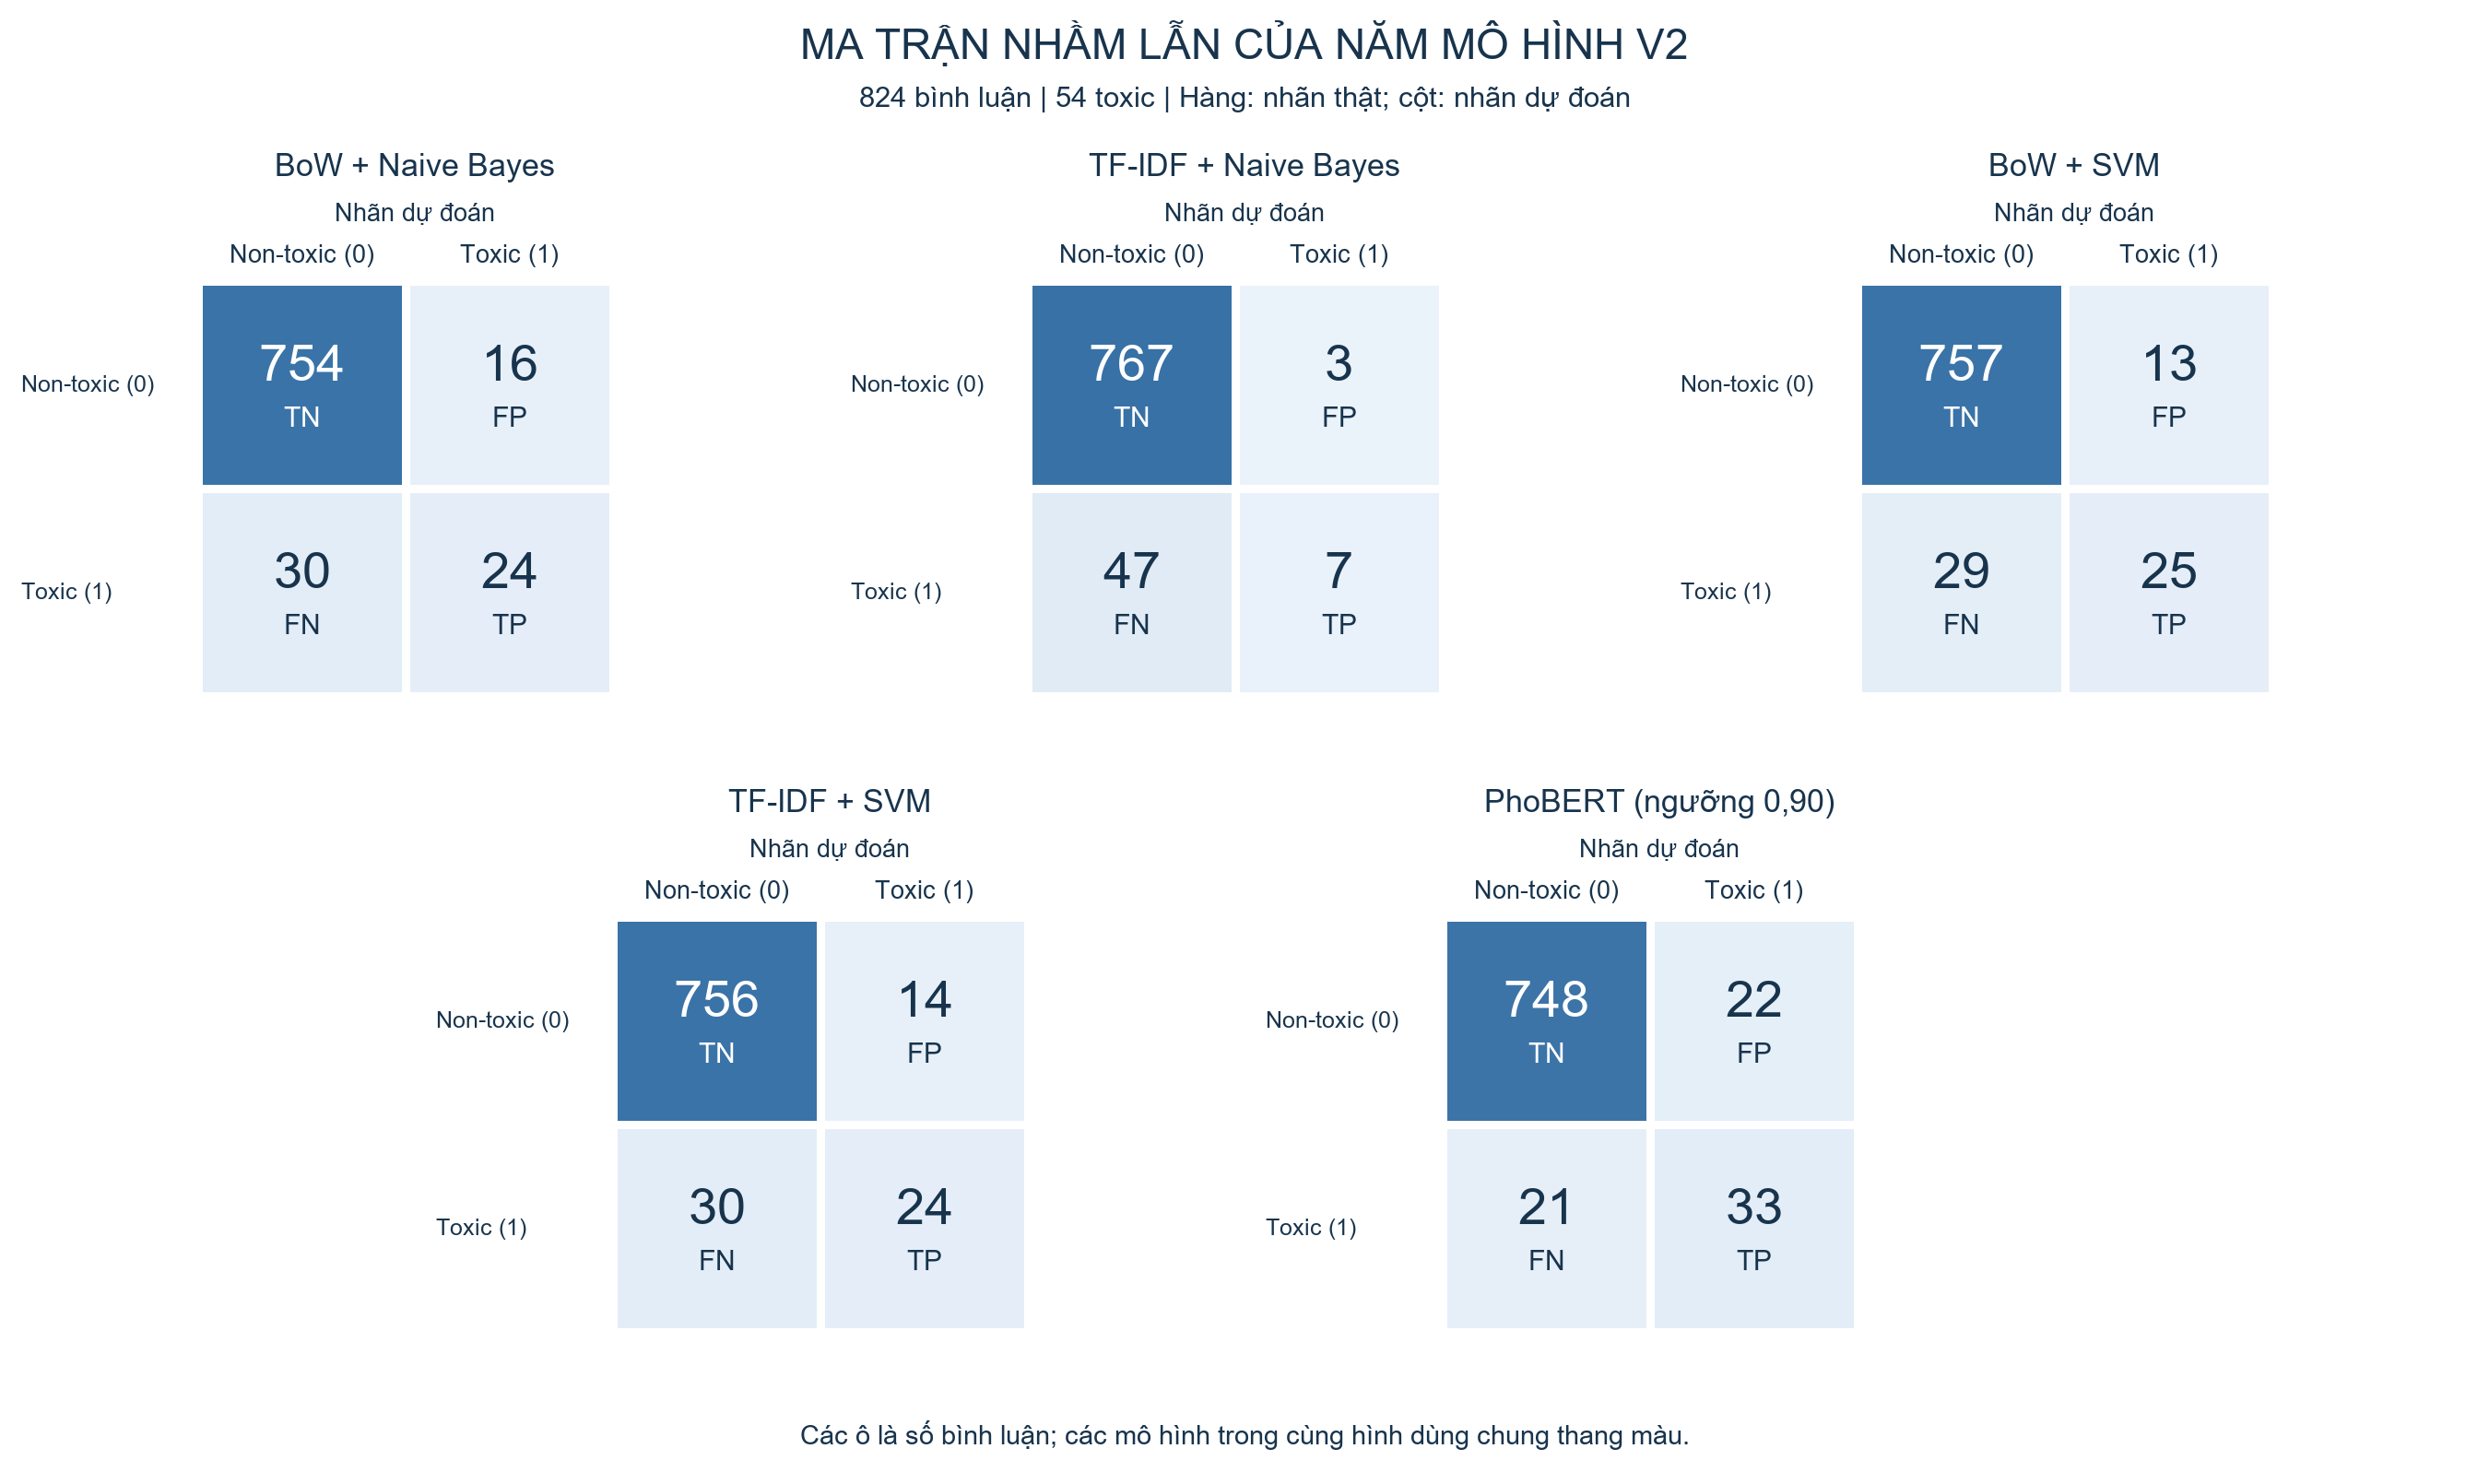 MA TRẬN NHẦM LẪN CỦA NĂM MÔ HÌNH V2
824 bình luận | 54 toxic | Hàng: nhãn thật; cột: nhãn dự đoán
BoW + Naive Bayes
Nhãn dự đoán
Non-toxic (0) Toxic (1)
Non-toxic (0)
754
TN
16
FP
Toxic (1)
30
FN
24
TP
TF-IDF + Naive Bayes
Nhãn dự đoán
Non-toxic (0) Toxic (1)
Non-toxic (0)
767
TN
3
FP
Toxic (1)
47
FN
7
TP
BoW + SVM
Nhãn dự đoán
Non-toxic (0) Toxic (1)
Non-toxic (0)
757
TN
13
FP
Toxic (1)
29
FN
25
TP
TF-IDF + SVM
Nhãn dự đoán
Non-toxic (0) Toxic (1)
Non-toxic (0)
756
TN
14
FP
Toxic (1)
30
FN
24
TP
PhoBERT (ngưỡng 0,90)
Nhãn dự đoán
Non-toxic (0) Toxic (1)
Non-toxic (0)
748
TN
22
FP
Toxic (1)
21
FN
33
TP
Các ô là số bình luận; các mô hình trong cùng hình dùng chung thang màu.